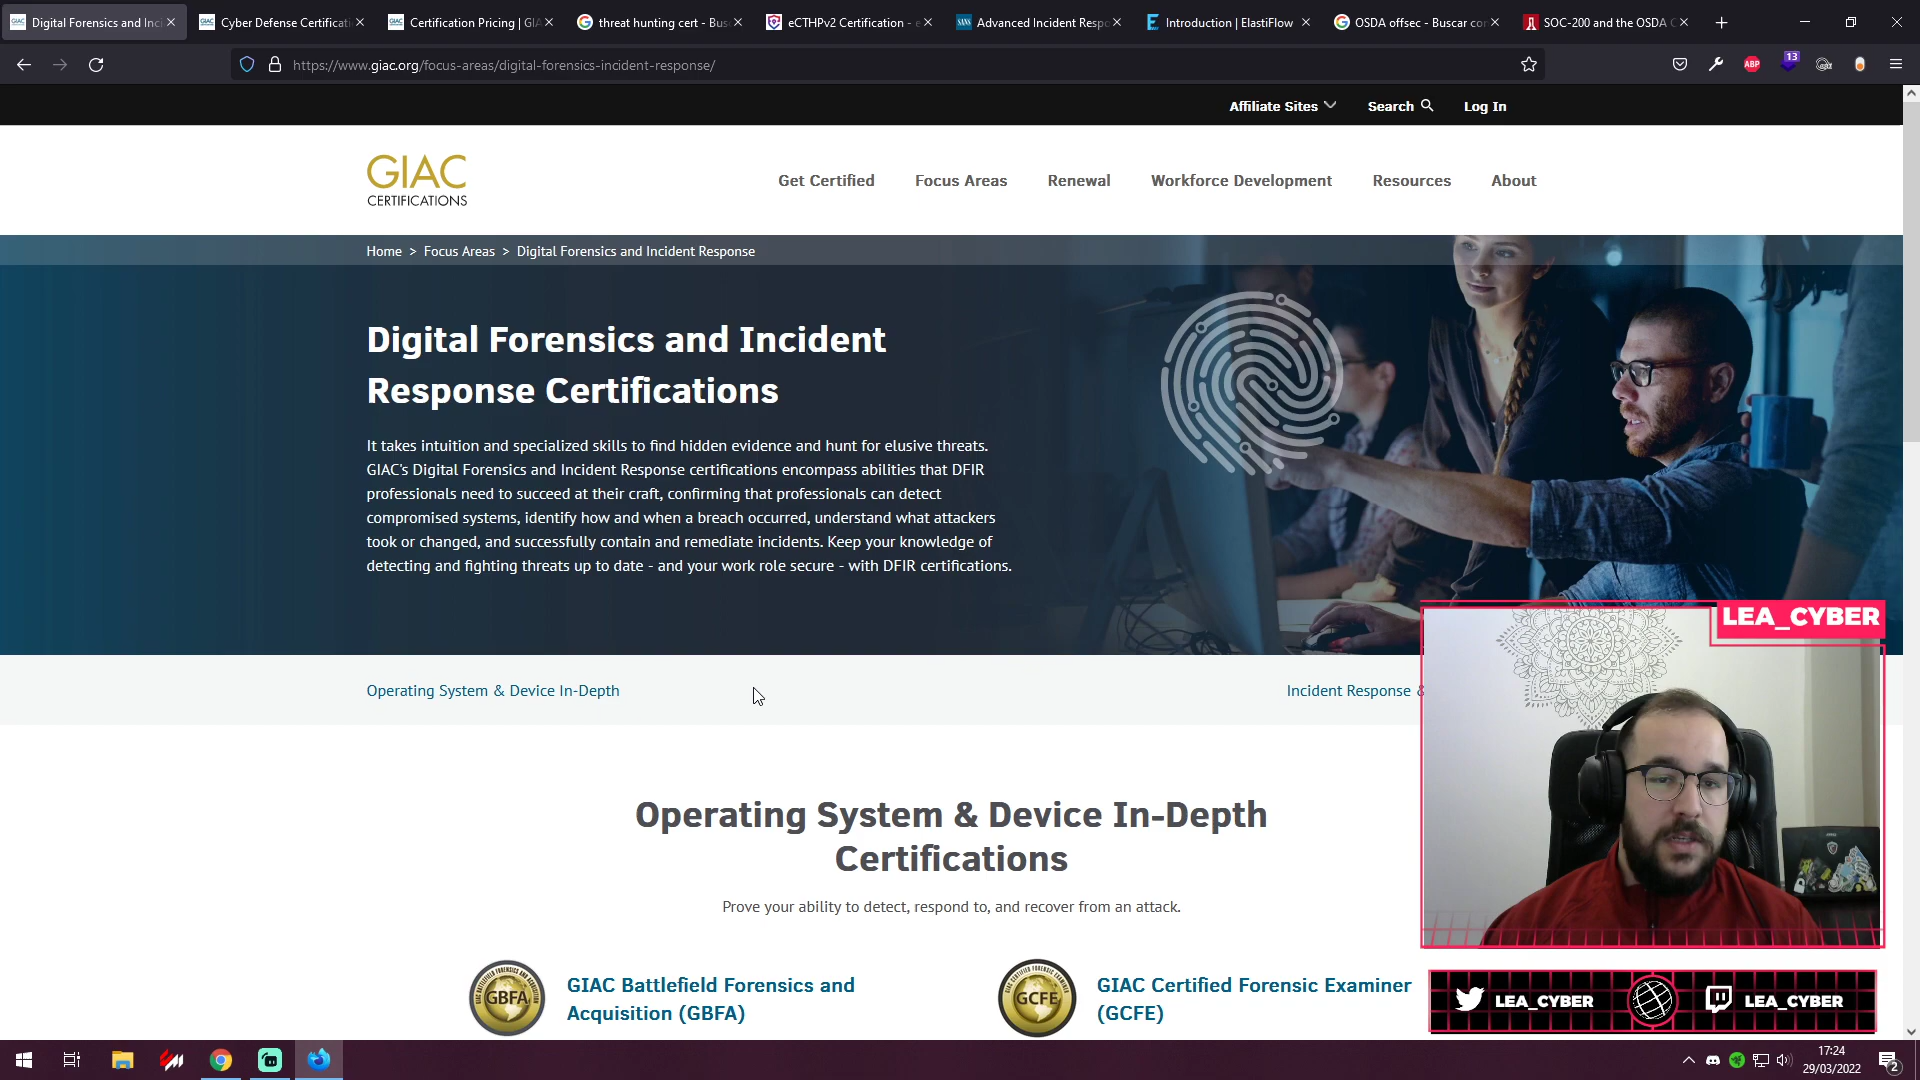 Digital Forensics and Inci
Cyber Defense Certificati
Certification Pricing | GIA
threat hunting cert - Bus
eCTHPv2 Certification - e
Advanced Incident Respo
Introduction | ElastiFlow
OSDA offsec - Buscar con
SOC-200 and the OSDA C
https://www.giac.org/focus-areas/digital-forensics-incident-response/
ABP
13
Affiliate Sites
Search
Log In
GIAC
CERTIFICATIONS
Get Certified
Focus Areas
Renewal
Workforce Development
Resources
About
Home > Focus Areas > Digital Forensics and Incident Response
Digital Forensics and Incident
Response Certifications
It takes intuition and specialized skills to find hidden evidence and hunt for elusive threats.
GIAC's Digital Forensics and Incident Response certifications encompass abilities that DFIR
professionals need to succeed at their craft, confirming that professionals can detect
compromised systems, identify how and when a breach occurred, understand what attackers
took or changed, and successfully contain and remediate incidents. Keep your knowledge of
detecting and fighting threats up to date - and your work role secure - with DFIR certifications.
LEA_CYBER
Operating System & Device In-Depth
Incident Response &
Operating System & Device In-Depth
Certifications
Prove your ability to detect, respond to, and recover from an attack.
GBFA
GIAC Battlefield Forensics and
Acquisition (GBFA)
GCFE
GIAC Certified Forensic Examiner
(GCFE)
LEA_CYBER
LEA_CYBER
17:24
29/03/2022
2